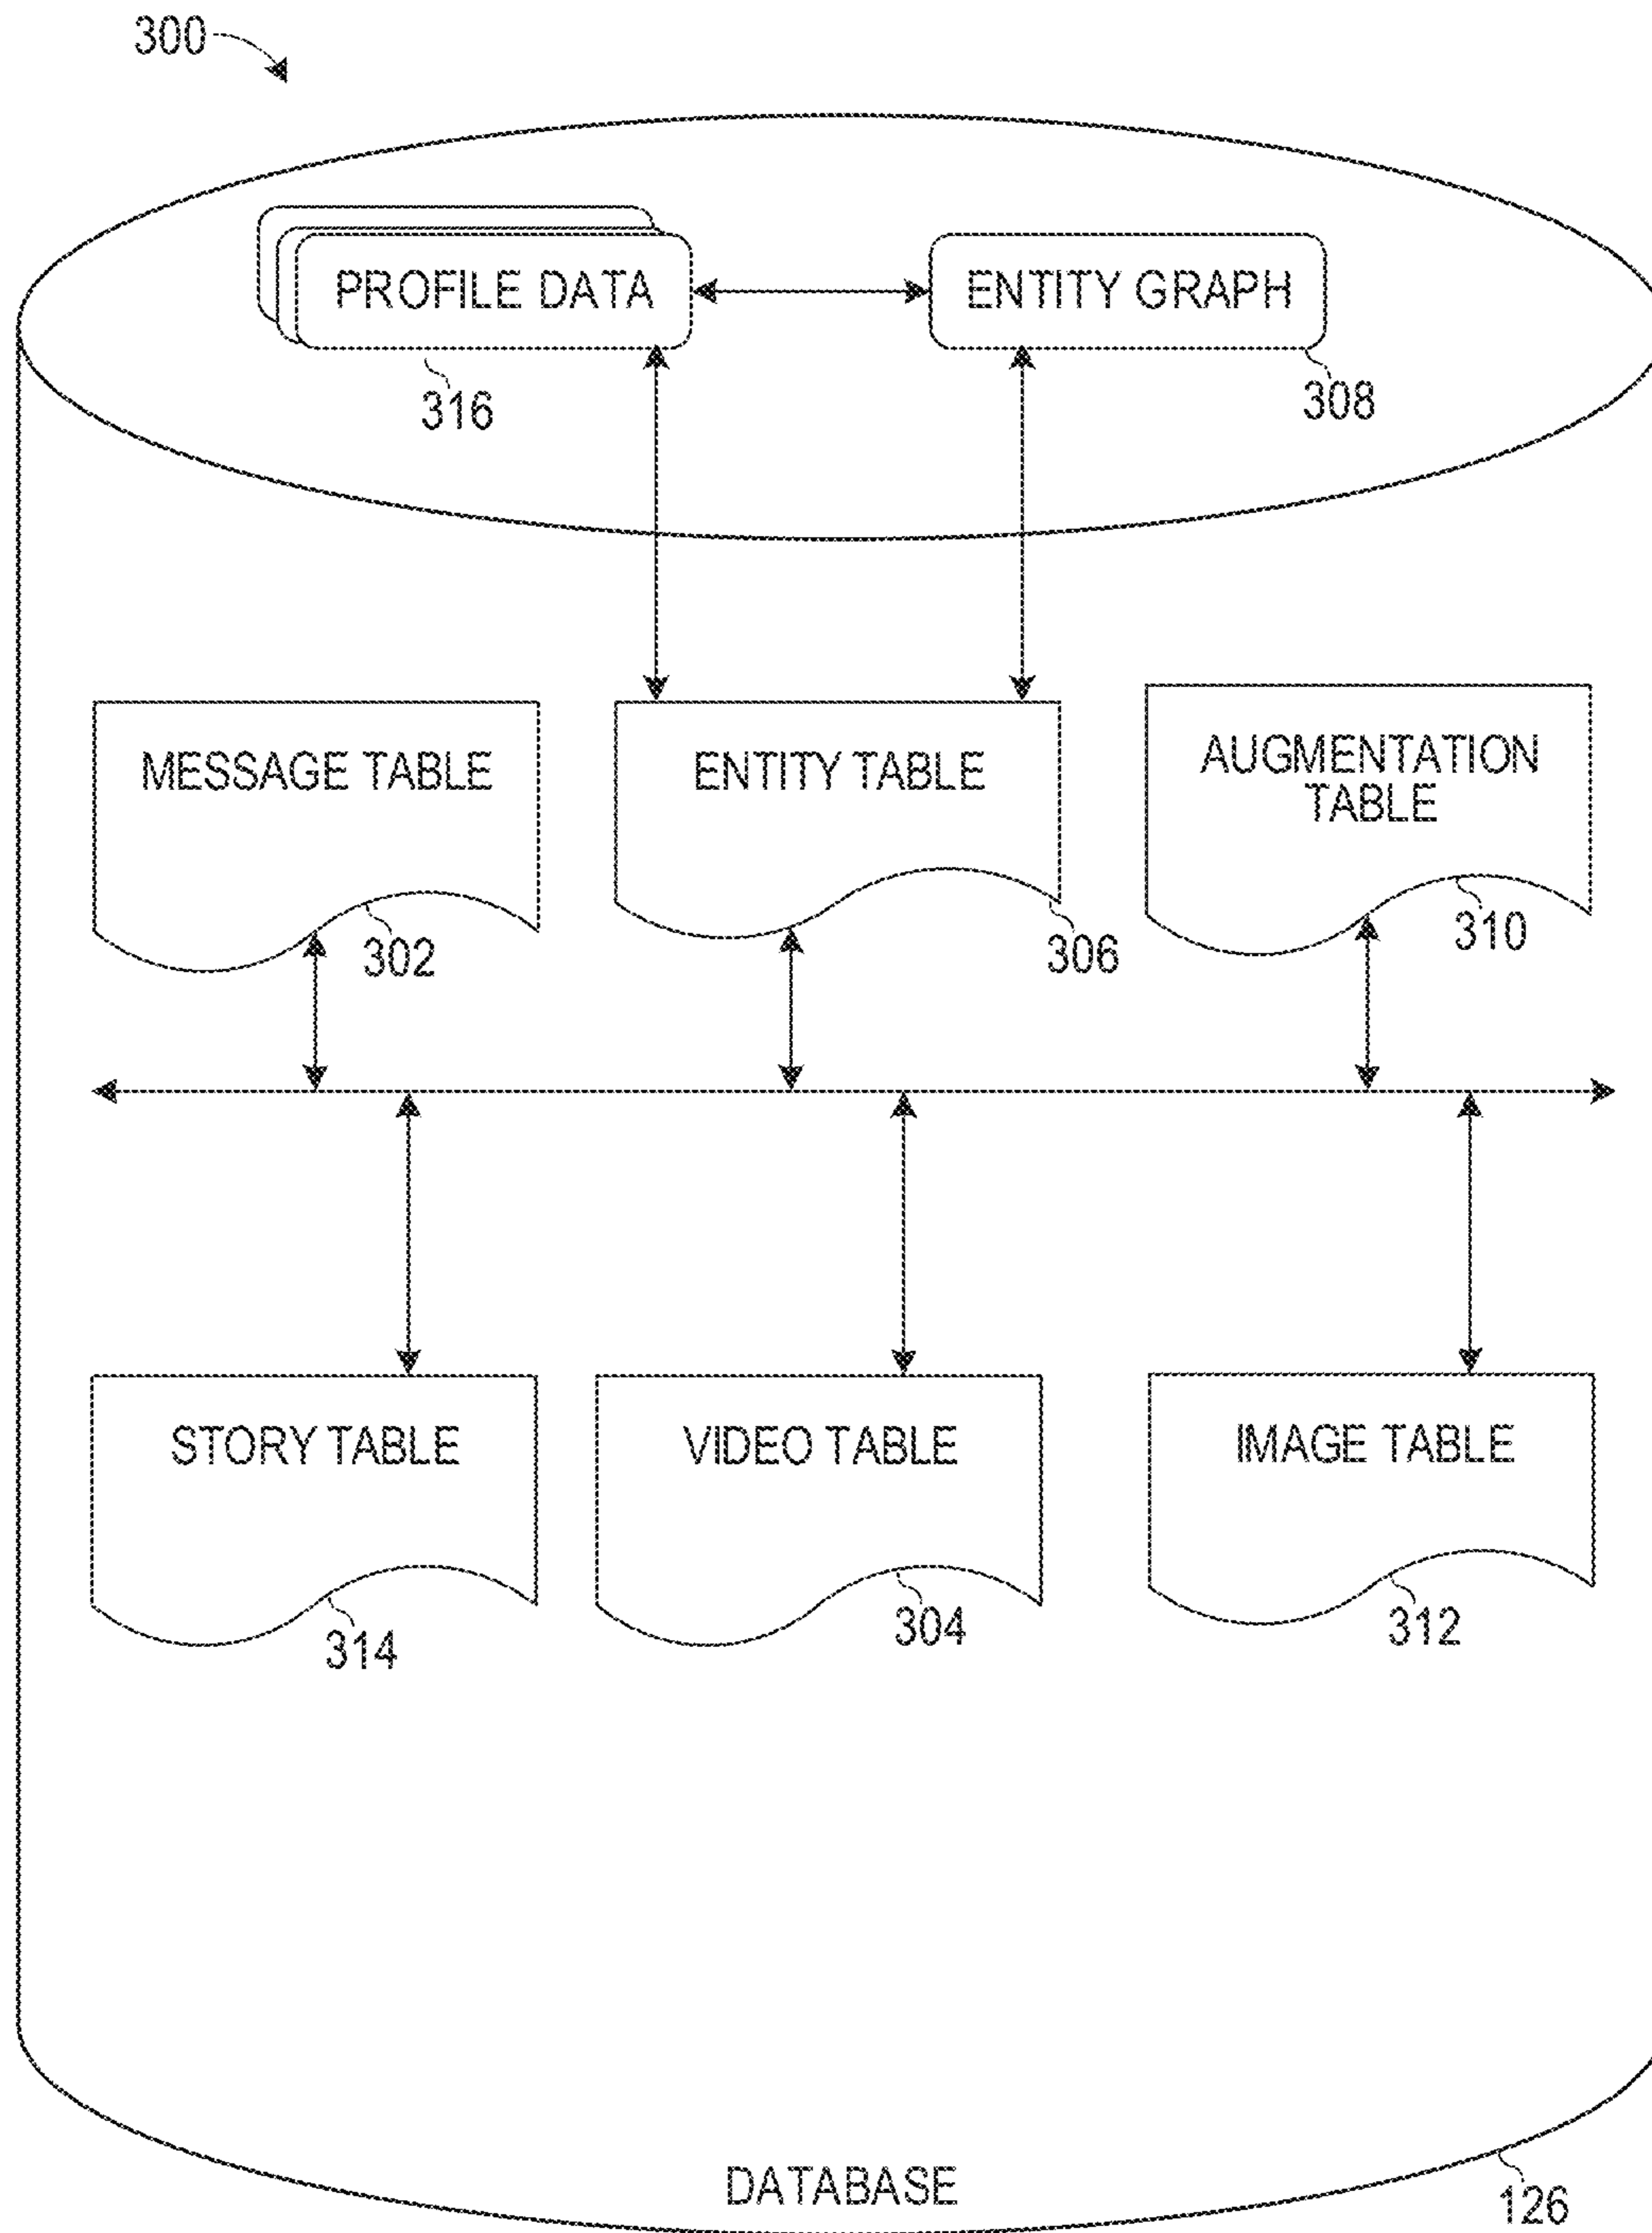 300
PROFILE DATA
ENTITY GRAPH
316
308
MESSAGE TABLE
ENTITY TABLE
AUGMENTATION
TABLE
302
306
310
STORY TABLE
VIDEO TABLE
IMAGE TABLE
314
304
312
DATABASE
126